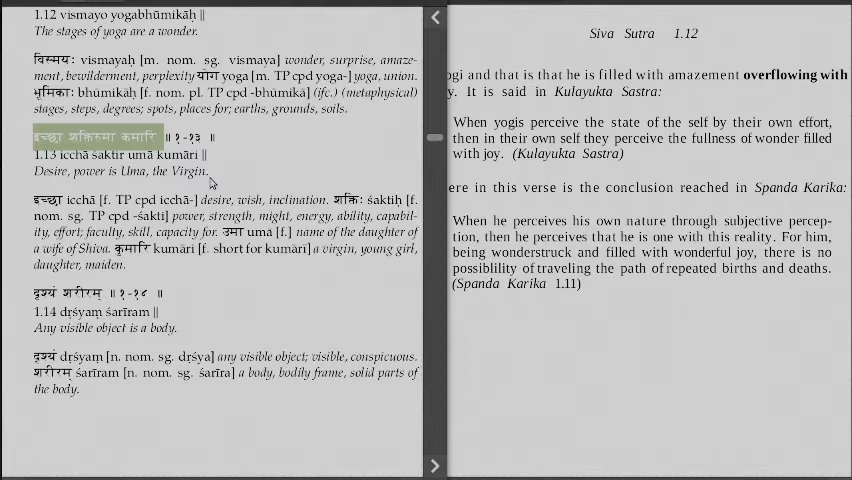 1.12 vismayo yogabhūmikāḥ ||
The stages of yoga are a wonder.
विस्मयः vismayaḥ [m. nom. sg. vismaya] wonder, surprise, amaze-
ment, bewilderment, perplexity योग yoga [m. TP cpd yoga-] yoga, union.
भूमिकाः bhūmikāḥ [f. nom. pl. TP cpd -bhūmikā] (ifc.) (metaphysical)
stages, steps, degrees; spots, places for; earths, grounds, soils.
इच्छा शक्तिरुमा कमारि ॥ १-१३ ॥
1.13 icchā śaktir umā kumāri ||
Desire, power is Uma, the Virgin.
इच्छा icchā [f. TP cpd icchā-] desire, wish, inclination. शक्तिः śaktiḥ [f.
nom. sg. TP cpd -śakti] power, strength, might, energy, ability, capabil-
ity, effort; faculty, skill, capacity for. उमा umā [f.] name of the daughter of
a wife of Shiva. कुमारि kumāri [f. short for kumārī] a virgin, young girl,
daughter, maiden.
दृश्यं शरीरम् ॥ १-१४ ॥
1.14 dṛśyaṃ śarīram ||
Any visible object is a body.
दृश्यं dṛśyaṃ [n. nom. sg. dṛśya] any visible object; visible, conspicuous.
शरीरम् śarīram [n. nom. sg. śarīra] a body, bodily frame, solid parts of
the body.
Siva Sutra 1.12
ogi and that is that he is filled with amazement overflowing with
y. It is said in Kulayukta Sastra:
When yogis perceive the state of the self by their own effort,
then in their own self they perceive the fullness of wonder filled
with joy. (Kulayukta Sastra)
ere in this verse is the conclusion reached in Spanda Karika:
When he perceives his own nature through subjective percep-
tion, then he perceives that he is one with this reality. For him,
being wonderstruck and filled with wonderful joy, there is no
possiblility of traveling the path of repeated births and deaths.
(Spanda Karika 1.11)